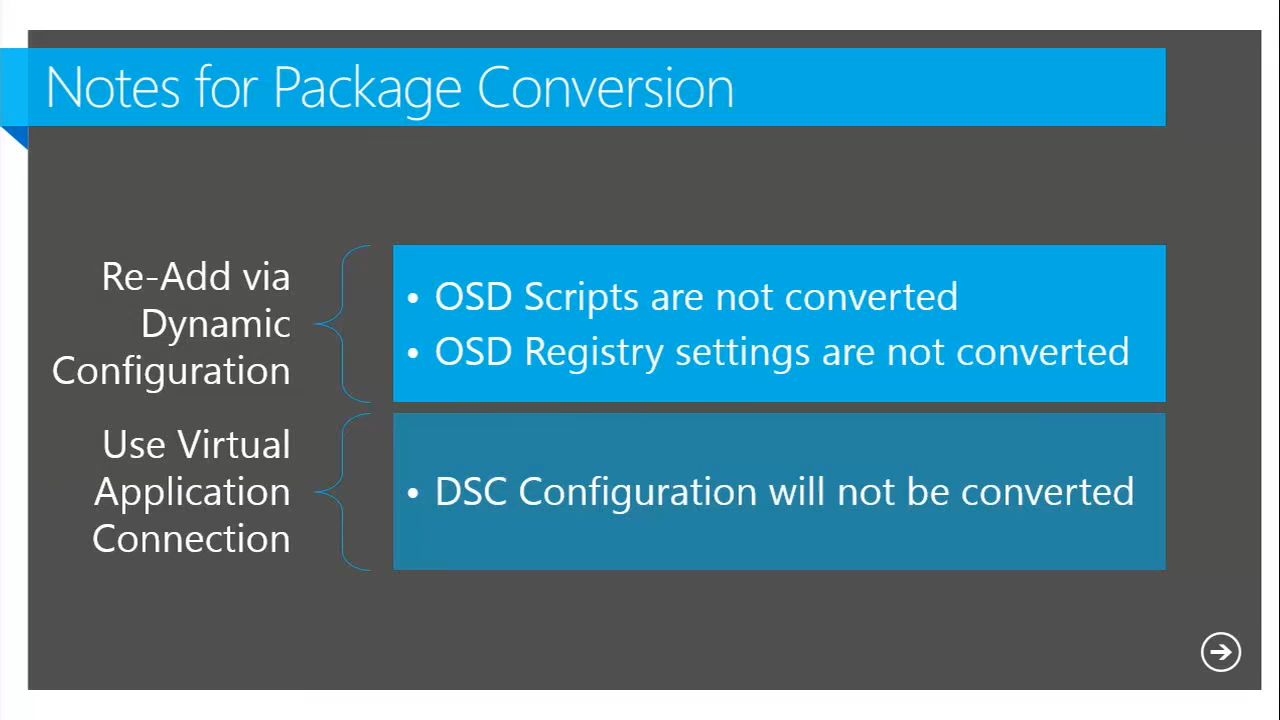 Notes for Package Conversion
Re-Add via
Dynamic
Configuration
• OSD Scripts are not converted
• OSD Registry settings are not converted
Use Virtual
Application
Connection
• DSC Configuration will not be converted